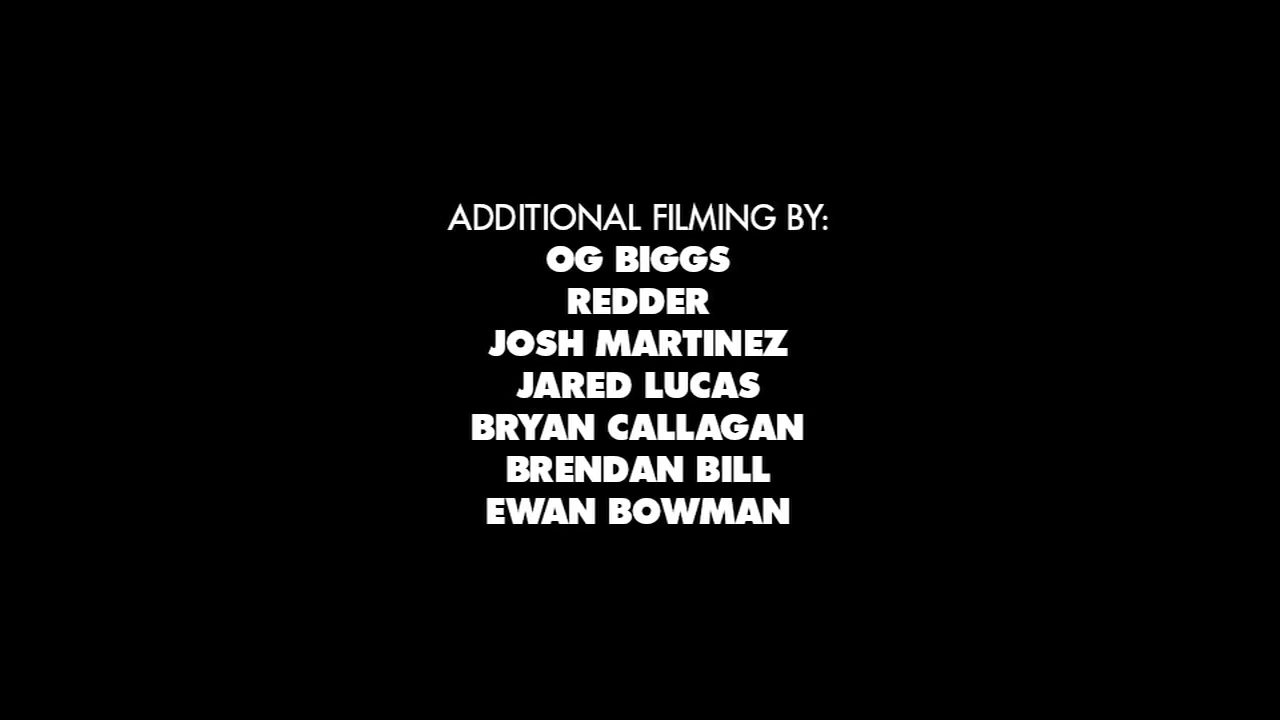 ADDITIONAL FILMING BY:
OG BIGGS
REDDER
JOSH MARTINEZ
JARED LUCAS
BRYAN CALLAGAN
BRENDAN BILL
EWAN BOWMAN